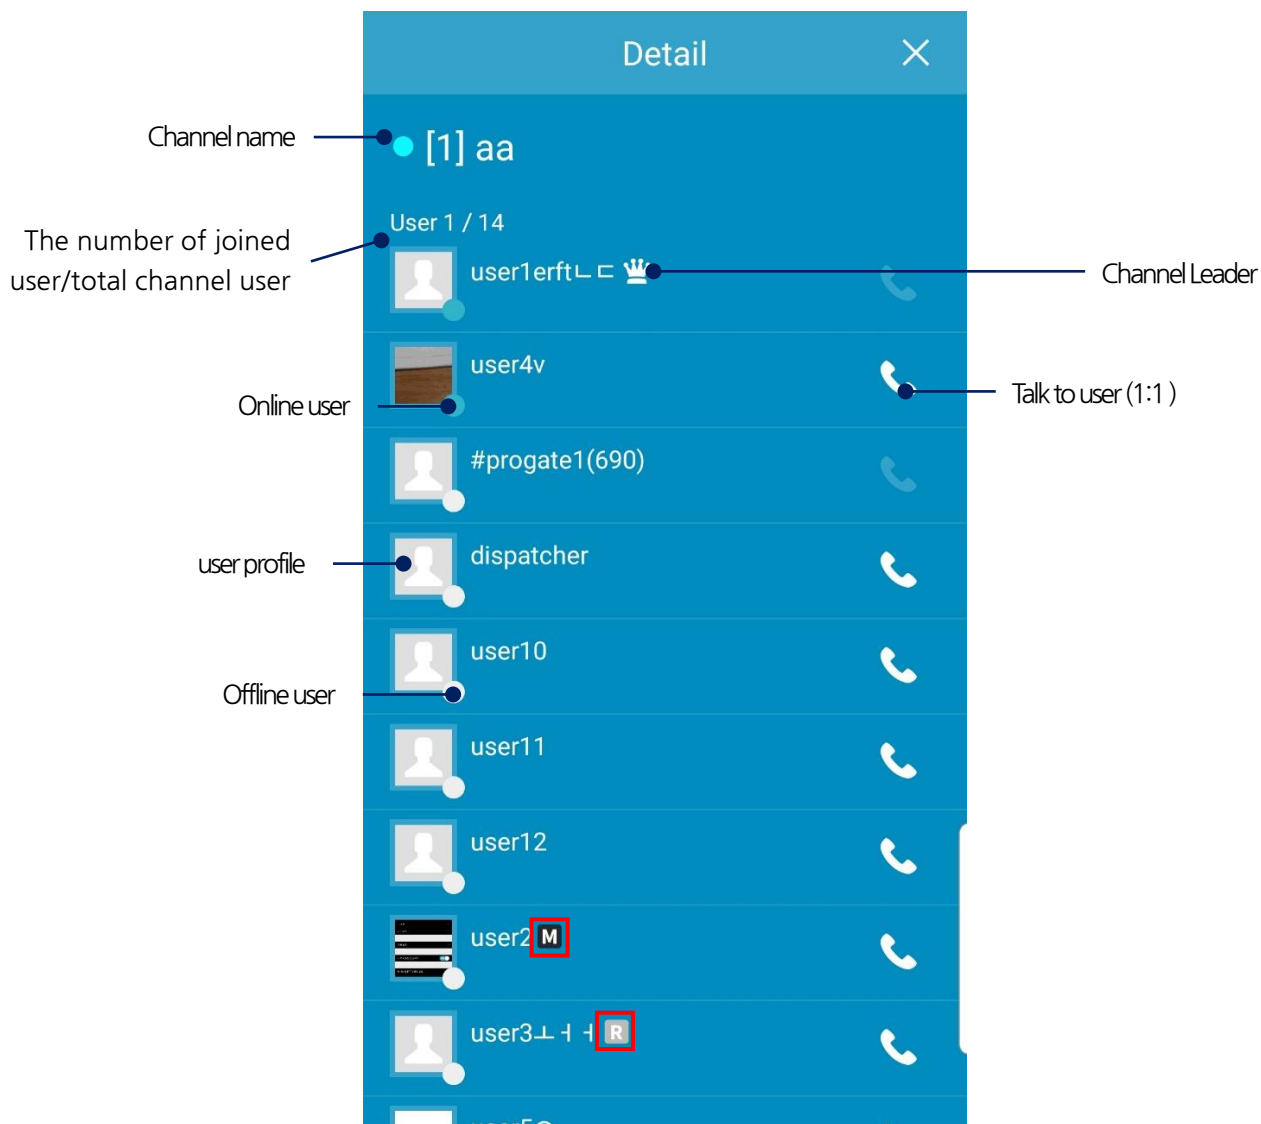 Detail
Channel name
[1] aa
User 1 / 14
The number of joined
user/total channel user
user1erftㄴㄷ
Channel Leader
user4v
Online user
Talk to user (1:1 )
#progate1(690)
user profile
dispatcher
user10
Offline user
user11
user12
user2 M
user3ㅗㅓㅓ R